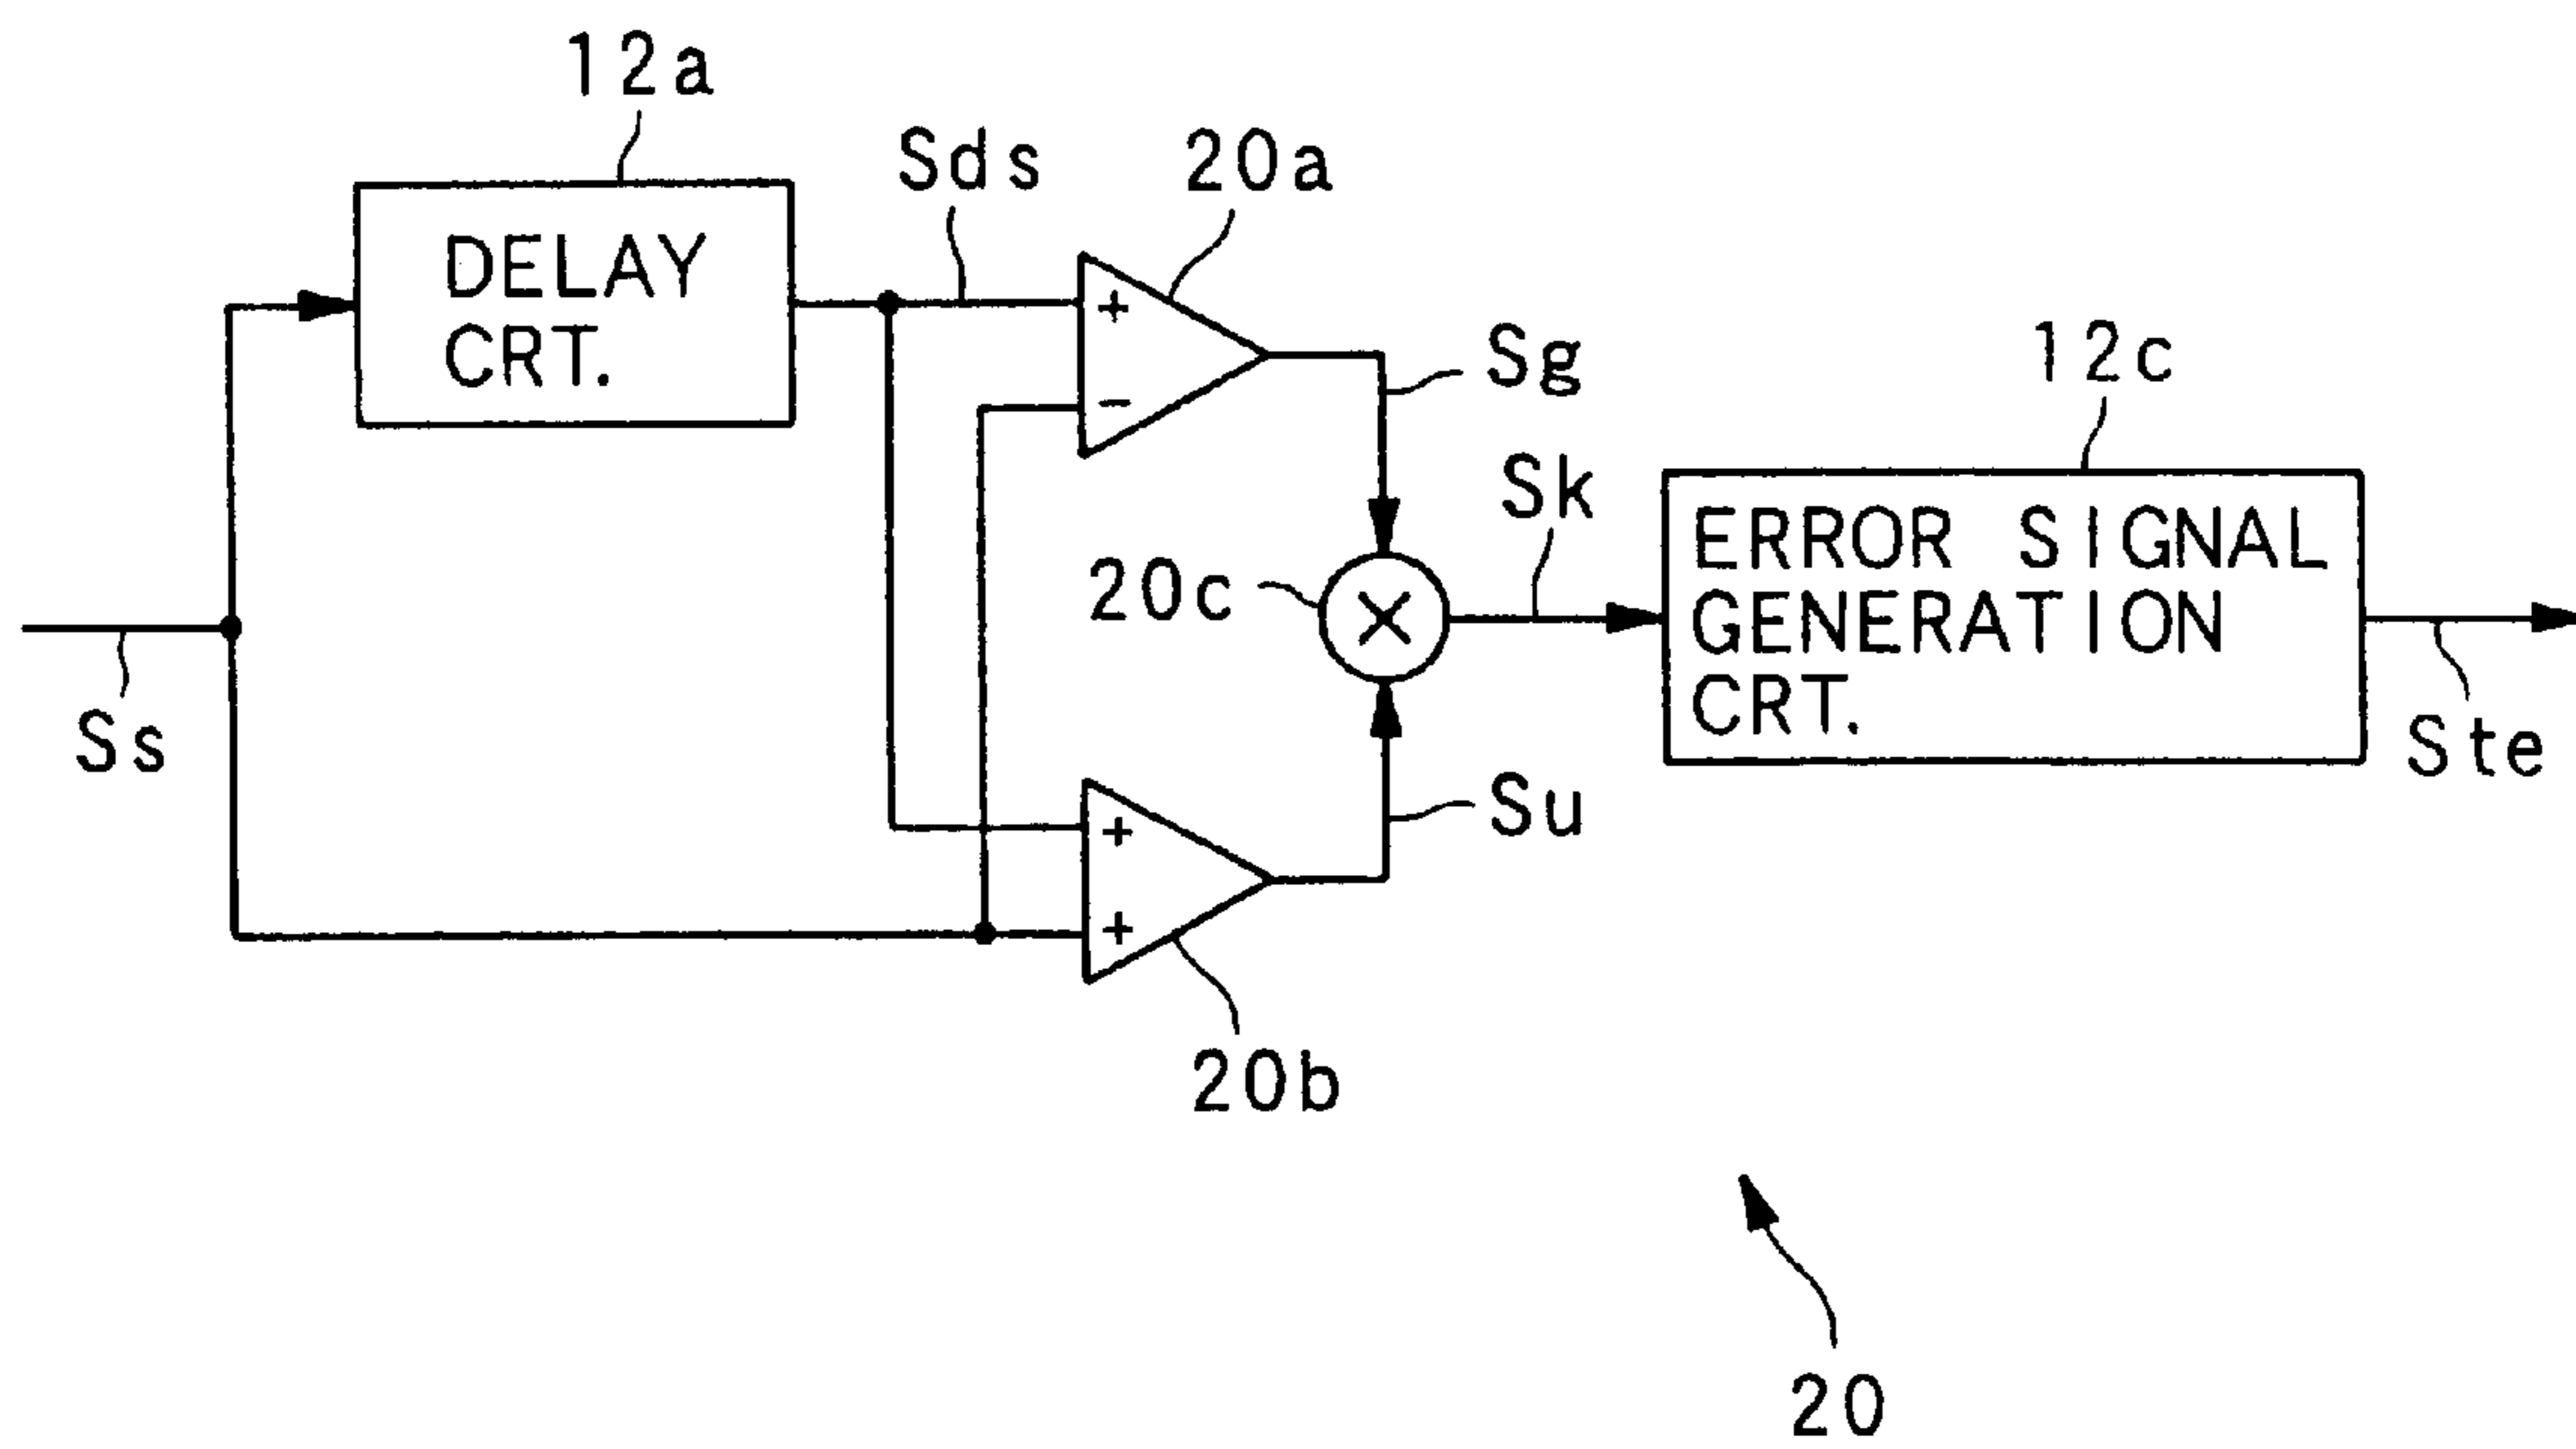 12a
Sds
20a
DELAY
CRT.
+
−
Sg
12c
Sk
ERROR SIGNAL
GENERATION
CRT.
20c
×
Ss
Ste
Su
+
+
20b
20